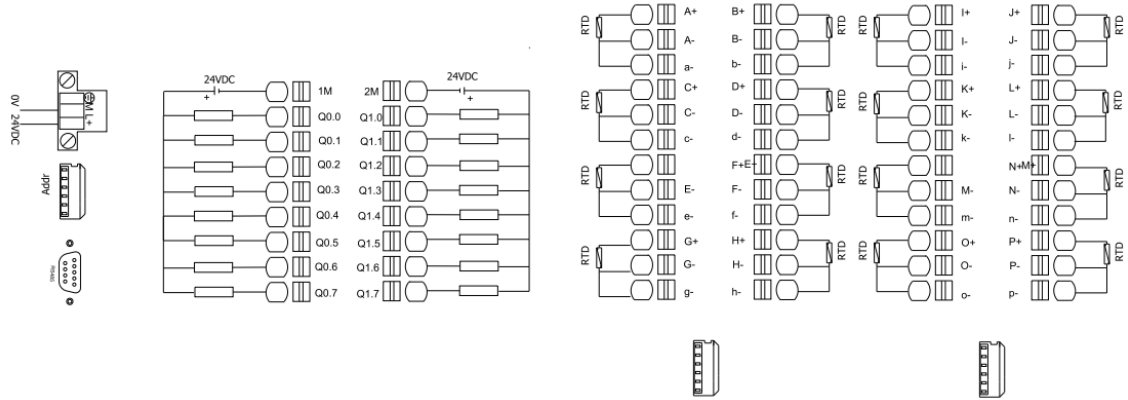 0V 24VDC
M L+
Addr
RS485
24VDC
+
1M
Q0.0
Q0.1
Q0.2
Q0.3
Q0.4
Q0.5
Q0.6
Q0.7
24VDC
+
2M
Q1.0
Q1.1
Q1.2
Q1.3
Q1.4
Q1.5
Q1.6
Q1.7
RTD
A+
A-
a-
RTD
C+
C-
c-
RTD
E-
e-
RTD
G+
G-
g-
B+
B-
b-
RTD
D+
D-
d-
RTD
F+E+
F-
f-
RTD
H+
H-
h-
RTD
RTD
I+
I-
i-
RTD
K+
K-
k-
RTD
M-
m-
RTD
O+
O-
o-
J+
J-
j-
RTD
L+
L-
l-
RTD
N+M+
N-
n-
RTD
P+
P-
p-
RTD